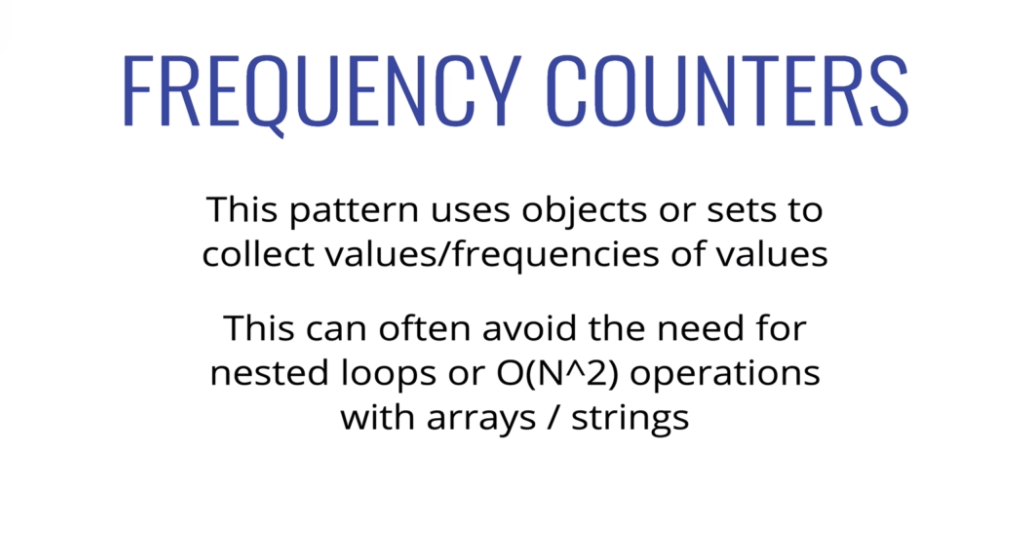 FREQUENCY COUNTERS
This pattern uses objects or sets to
collect values/frequencies of values
This can often avoid the need for
nested loops or O(N^2) operations
with arrays / strings